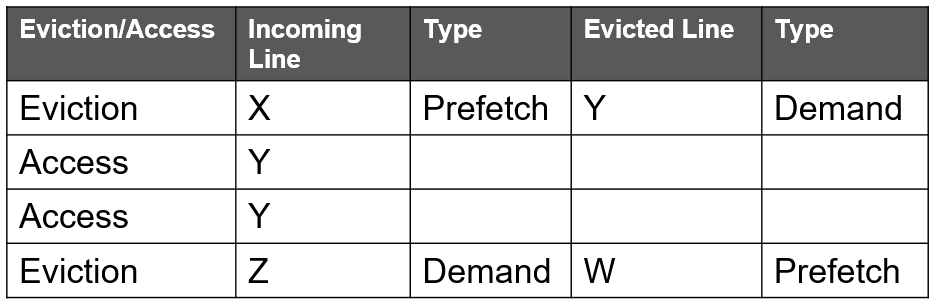 Eviction/Access Incoming Line Type Evicted Line Type
Eviction X Prefetch Y Demand
Access Y
Access Y
Eviction Z Demand W Prefetch